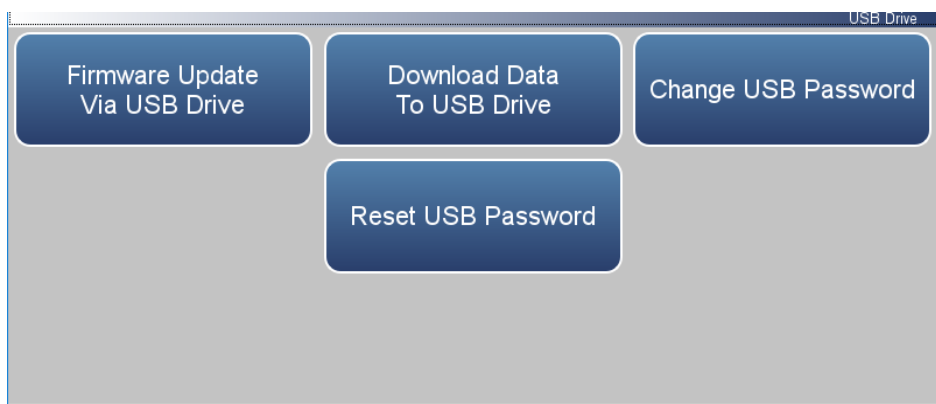 USB Drive
Firmware Update
Via USB Drive
Download Data
To USB Drive
Change USB Password
Reset USB Password